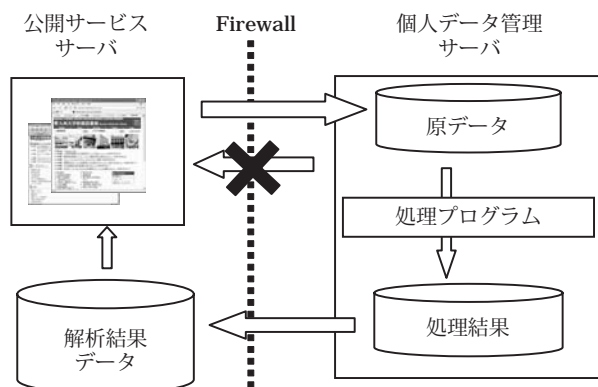 公開サービス
サーバ
Firewall
個人データ管理
サーバ
原データ
処理プログラム
処理結果
解析結果
データ